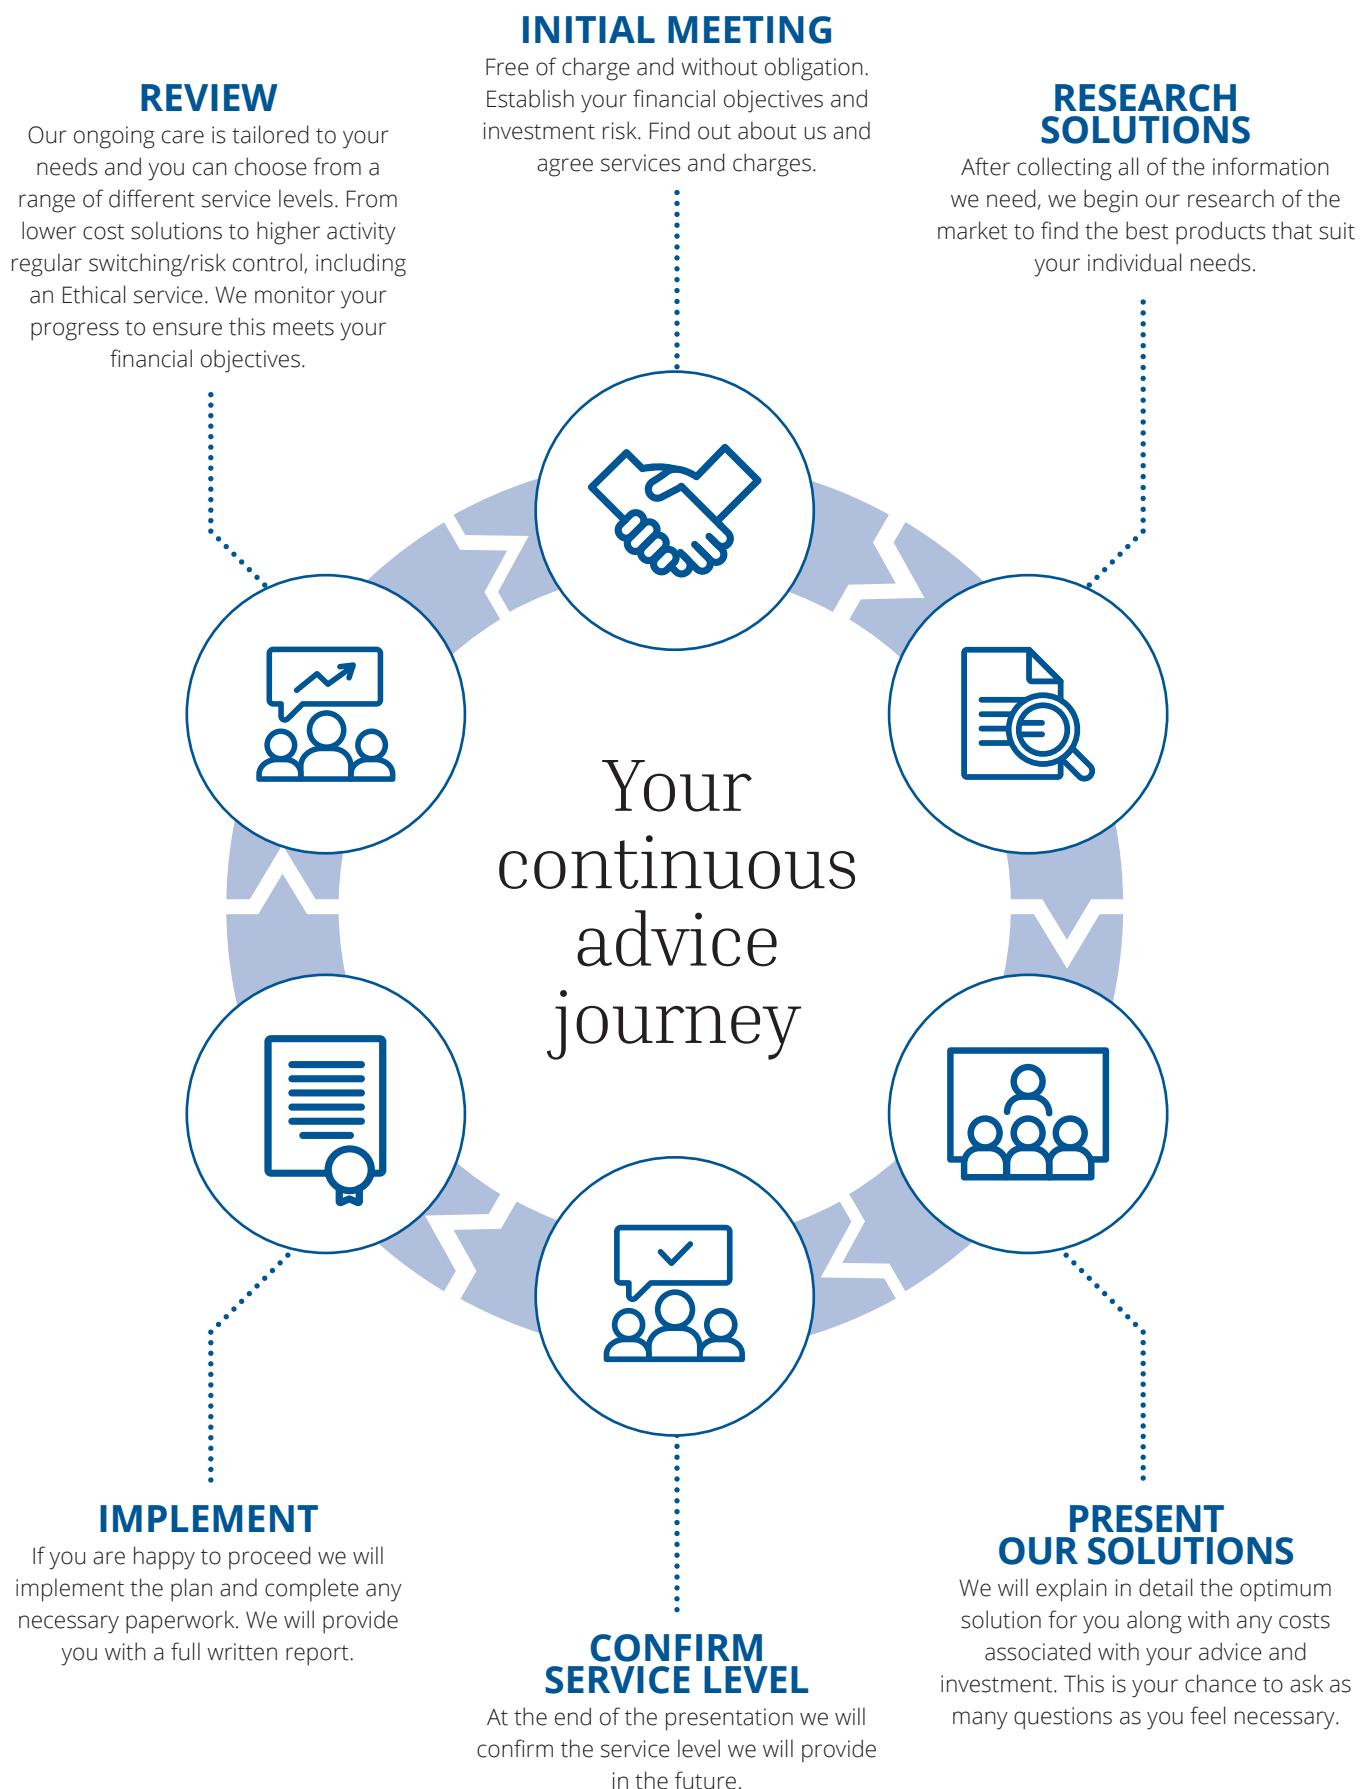 INITIAL MEETING
Free of charge and without obligation.
Establish your financial objectives and
investment risk. Find out about us and
agree services and charges.
RESEARCH
SOLUTIONS
After collecting all of the information
we need, we begin our research of the
market to find the best products that suit
your individual needs.
PRESENT
OUR SOLUTIONS
We will explain in detail the optimum
solution for you along with any costs
associated with your advice and
investment. This is your chance to ask as
many questions as you feel necessary.
CONFIRM
SERVICE LEVEL
At the end of the presentation we will
confirm the service level we will provide
in the future.
IMPLEMENT
If you are happy to proceed we will
implement the plan and complete any
necessary paperwork. We will provide
you with a full written report.
REVIEW
Our ongoing care is tailored to your
needs and you can choose from a
range of different service levels. From
lower cost solutions to higher activity
regular switching/risk control, including
an Ethical service. We monitor your
progress to ensure this meets your
financial objectives.
Your
continuous
advice
journey